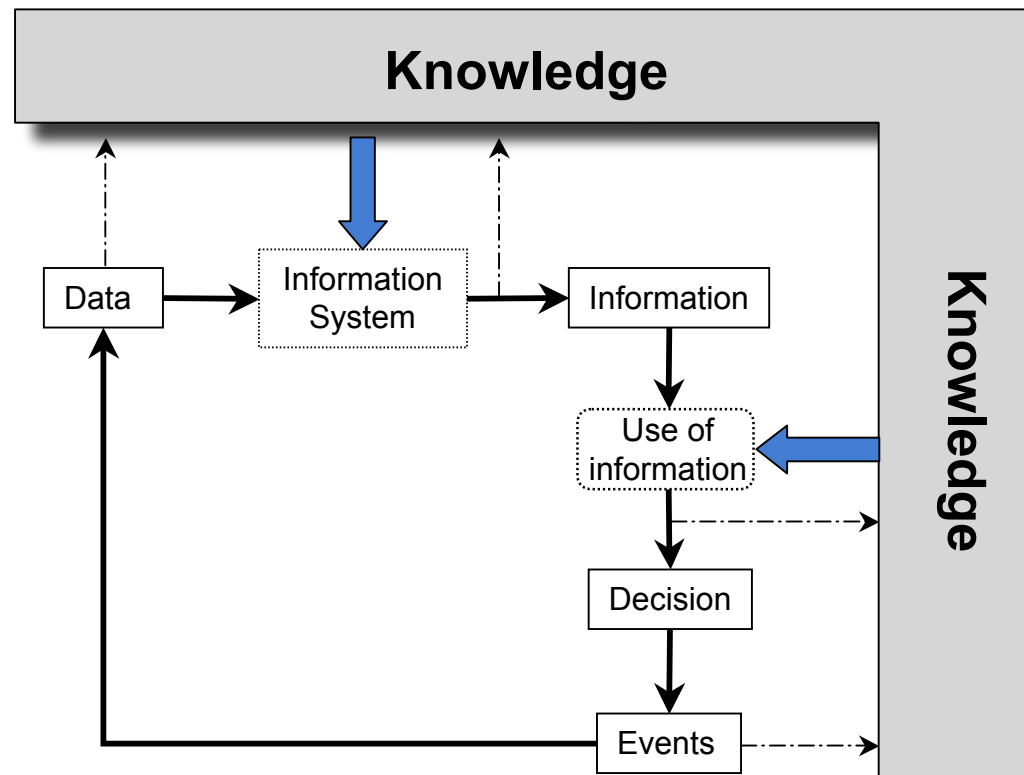 Knowledge
Data
Information
System
Information
Knowledge
Use of
information
Decision
Events